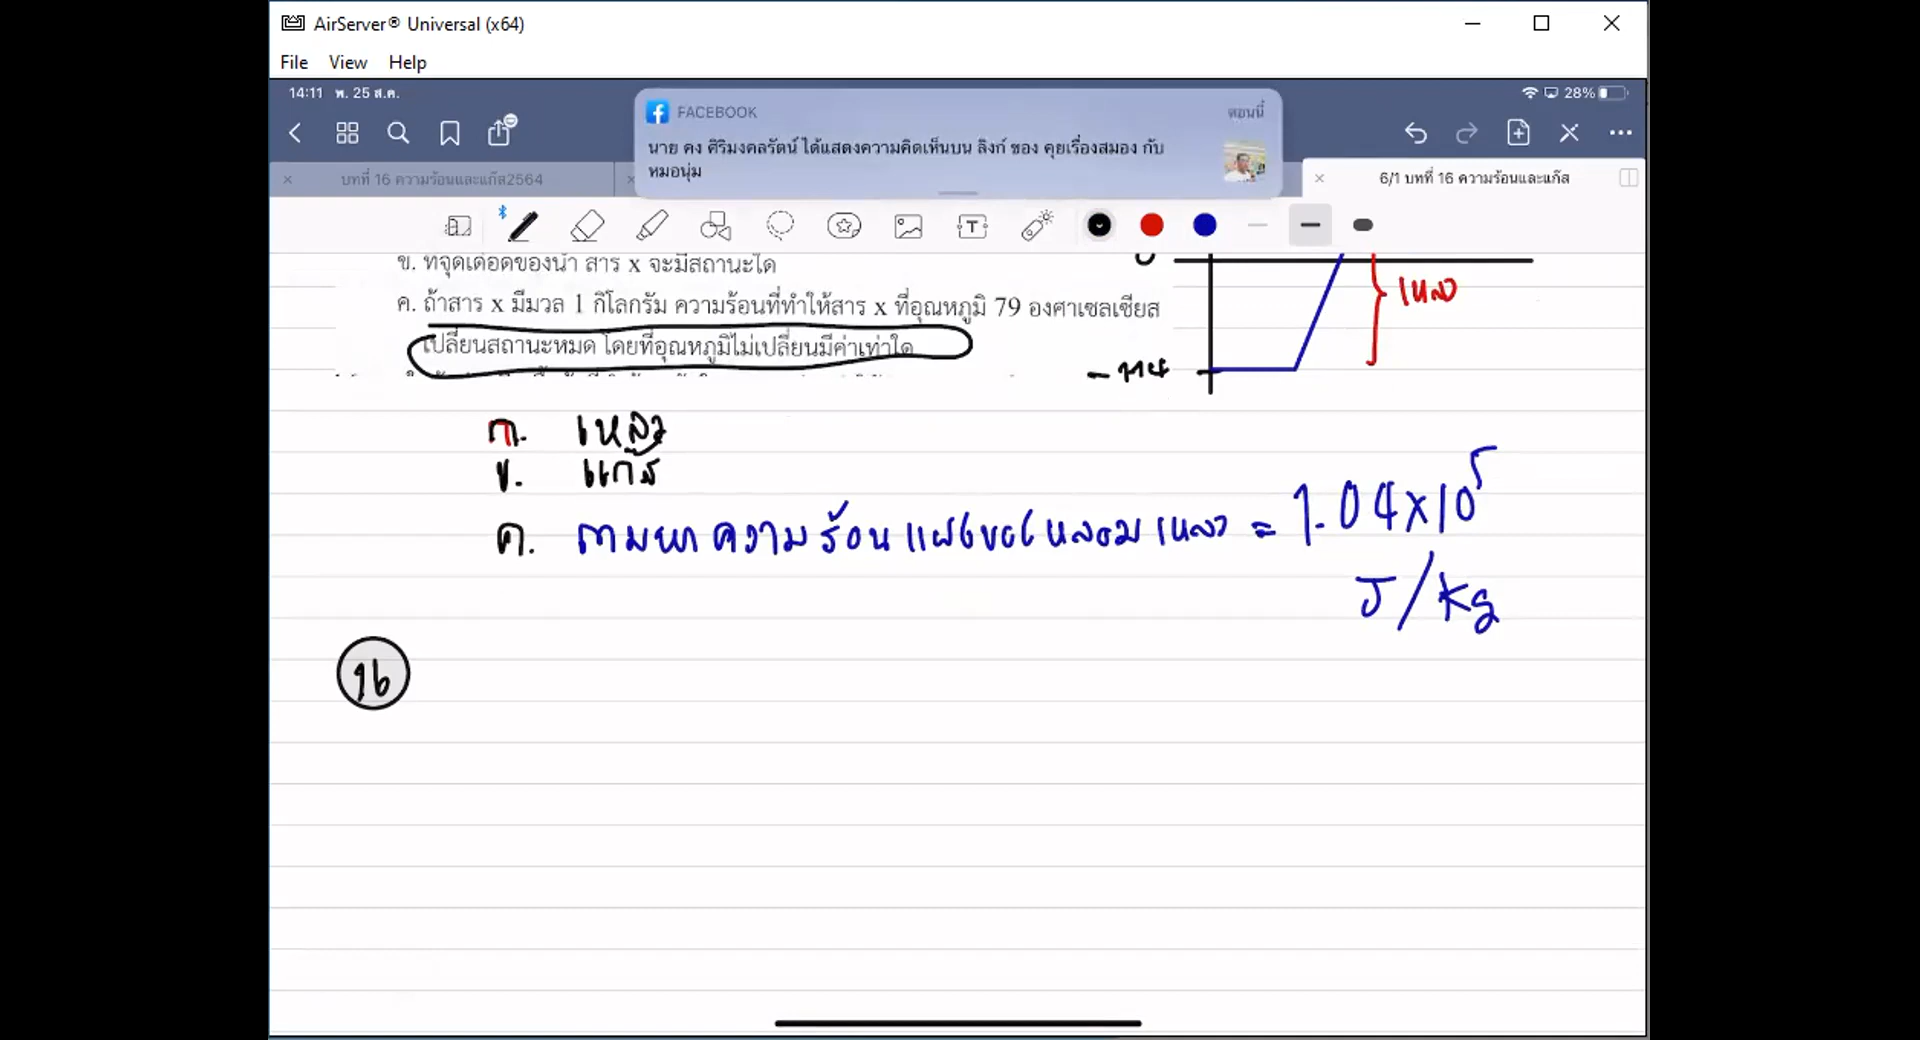 AirServer® Universal (x64)
File View Help
14:11 พ. 25 ส.ค.
28%
FACEBOOK
ตอนนี้
นาย คง ศิริมงคลรัตน์ ได้แสดงความคิดเห็นบน ลิงก์ ของ คุยเรื่องสมอง กับ
หมอนุ่ม
บทที่ 16 ความร้อนและแก๊ส2564
6/1 บทที่ 16 ความร้อนและแก๊ส
ข. ที่จุดเดือดของน้ำ สาร x จะมีสถานะใด
ค. ถ้าสาร x มีมวล 1 กิโลกรัม ความร้อนที่ทำให้สาร x ที่อุณหภูมิ 79 องศาเซลเซียส
เปลี่ยนสถานะหมด โดยที่อุณหภูมิไม่เปลี่ยนมีค่าเท่าใด
เหลว
-114
ก. เหลว
ข. แก๊ส
ค. ถามหา ความร้อนแฝงของหลอมเหลว = 1.04x10⁵
J/kg
16